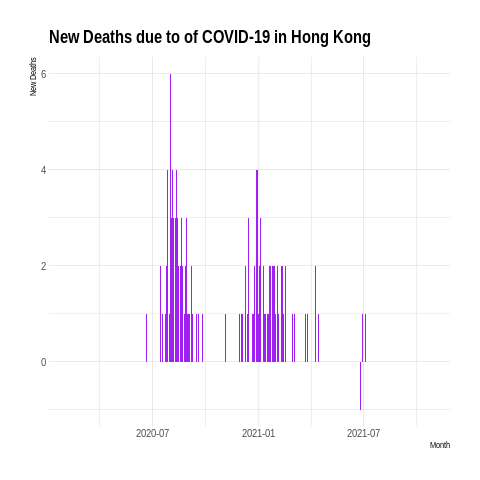 New Deaths due to of COVID-19 in Hong Kong
New Deaths
6
4
2
0
2020-07 2021-01 2021-07
Month